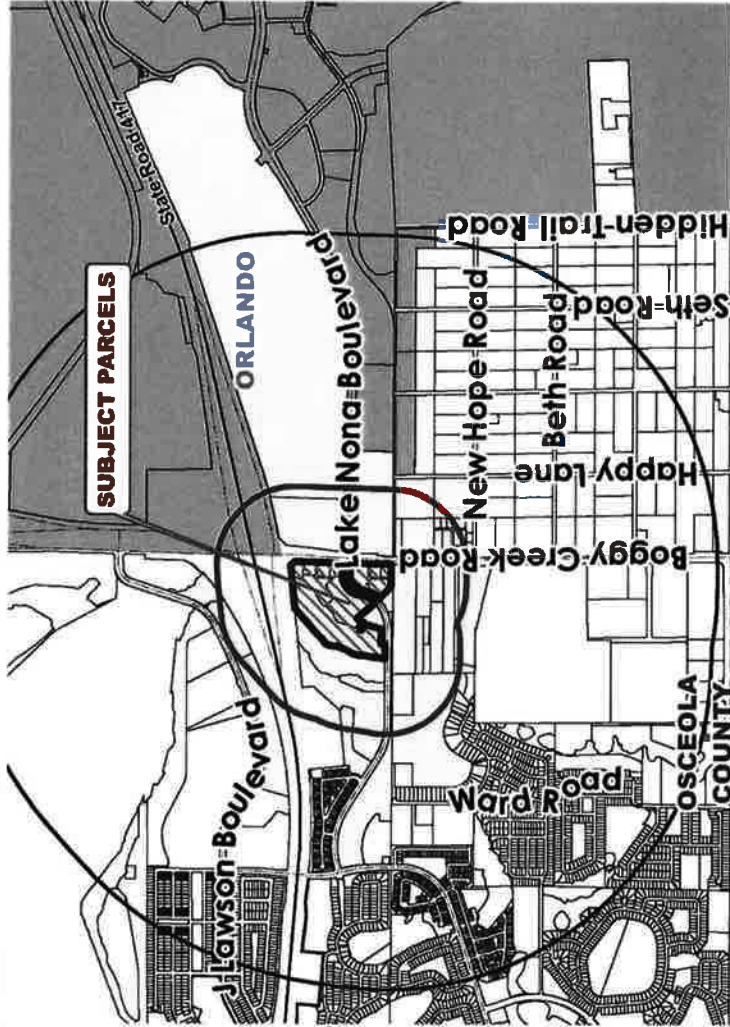 SUBJECT PARCELS
State Road 417
ORLANDO
Lake Nona Boulevard
J Lawson Boulevard
Boggy Creek Road
New Hope Road
Happy Lane
Beth Road
Seth Road
Hidden Trail Road
Ward Road
OSCEOLA
COUNTY